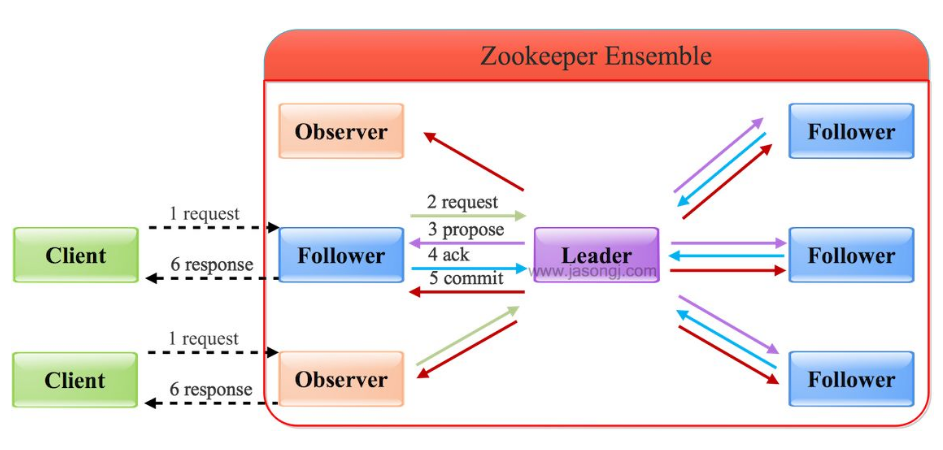 Zookeeper Ensemble
Observer
Follower
1 request
2 request
3 propose
Client
Follower
4 ack
Leader
Follower
www.jasongj.com
6 response
5 commit
1 request
Client
Observer
Follower
6 response